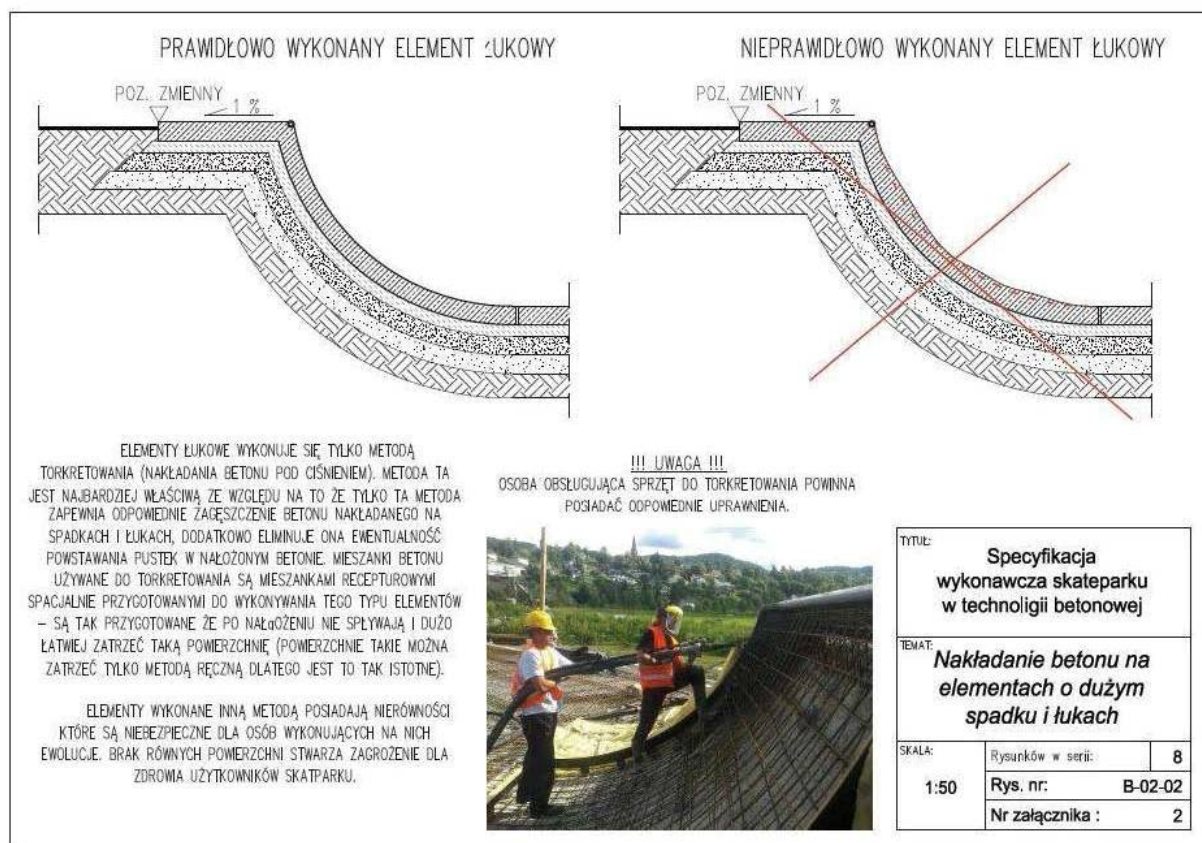 PRAWIDŁOWO WYKONANY ELEMENT ŁUKOWY
POZ. ZMIENNY
1 %
NIEPRAWIDŁOWO WYKONANY ELEMENT ŁUKOWY
POZ. ZMIENNY
1 %
ELEMENTY ŁUKOWE WYKONUJE SIĘ TYLKO METODĄ
TORKRETOWANIA (NAKŁADANIA BETONU POD CIŚNIENIEM). METODA TA
JEST NAJBARDZIEJ WŁAŚCIWĄ ZE WZGLĘDU NA TO ŻE TYLKO TA METODA
ZAPEWNIA ODPOWIEDNIE ZAGĘSZCZENIE BETONU NAKŁADANEGO NA
SPADKACH I ŁUKACH, DODATKOWO ELIMINUJE ONA EWENTUALNOŚĆ
POWSTAWANIA PUSTEK W NAŁOŻONYM BETONIE. MIESZANKI BETONU
UŻYWANE DO TORKRETOWANIA SĄ MIESZANKAMI RECEPTUROWYMI
SPACJALNIE PRZYGOTOWANYMI DO WYKONYWANIA TEGO TYPU ELEMENTÓW
– SĄ TAK PRZYGOTOWANE ŻE PO NAŁOŻENIU NIE SPŁYWAJĄ I DUŻO
ŁATWIEJ ZATRZEĆ TAKĄ POWIERZCHNIĘ (POWIERZCHNIE TAKIE MOŻNA
ZATRZEĆ TYLKO METODĄ RĘCZNĄ DLATEGO JEST TO TAK ISTOTNE).
ELEMENTY WYKONANE INNĄ METODĄ POSIADAJĄ NIERÓWNOŚCI
KTÓRE SĄ NIEBEZPIECZNE DLA OSÓB WYKONUJĄCYCH NA NICH
EWOLUCJE. BRAK RÓWNYCH POWIERZCHNI STWARZA ZAGROŻENIE DLA
ZDROWIA UŻYTKOWNIKÓW SKATPARKU.
!!! UWAGA !!!
OSOBA OBSŁUGUJĄCA SPRZĘT DO TORKRETOWANIA POWINNA
POSIADAĆ ODPOWIEDNIE UPRAWNIENIA.
TYTUŁ:
Specyfikacja
wykonawcza skateparku
w technoligii betonowej
TEMAT:
Nakładanie betonu na
elementach o dużym
spadku i łukach
SKALA:
1:50
Rysunków w serii: 8
Rys. nr: B-02-02
Nr załącznika : 2